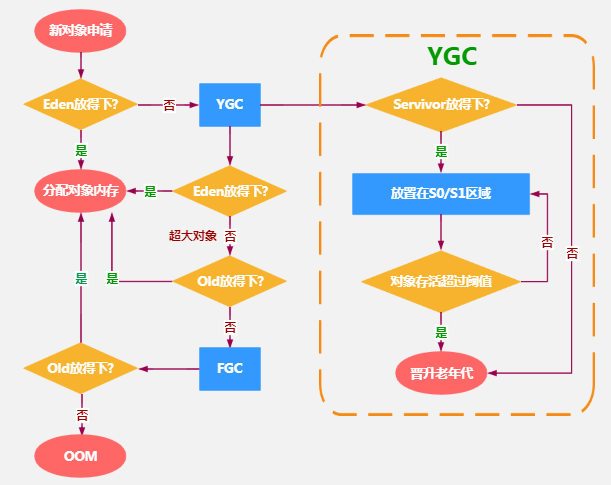 新对象申请
YGC
Eden放得下?
否
YGC
Servivor放得下?
是
是
分配对象内存
是
Eden放得下?
放置在S0/S1区域
超大对象
否
否
否
是
是
Old放得下?
对象存活超过阈值
否
是
Old放得下?
FGC
晋升老年代
否
OOM